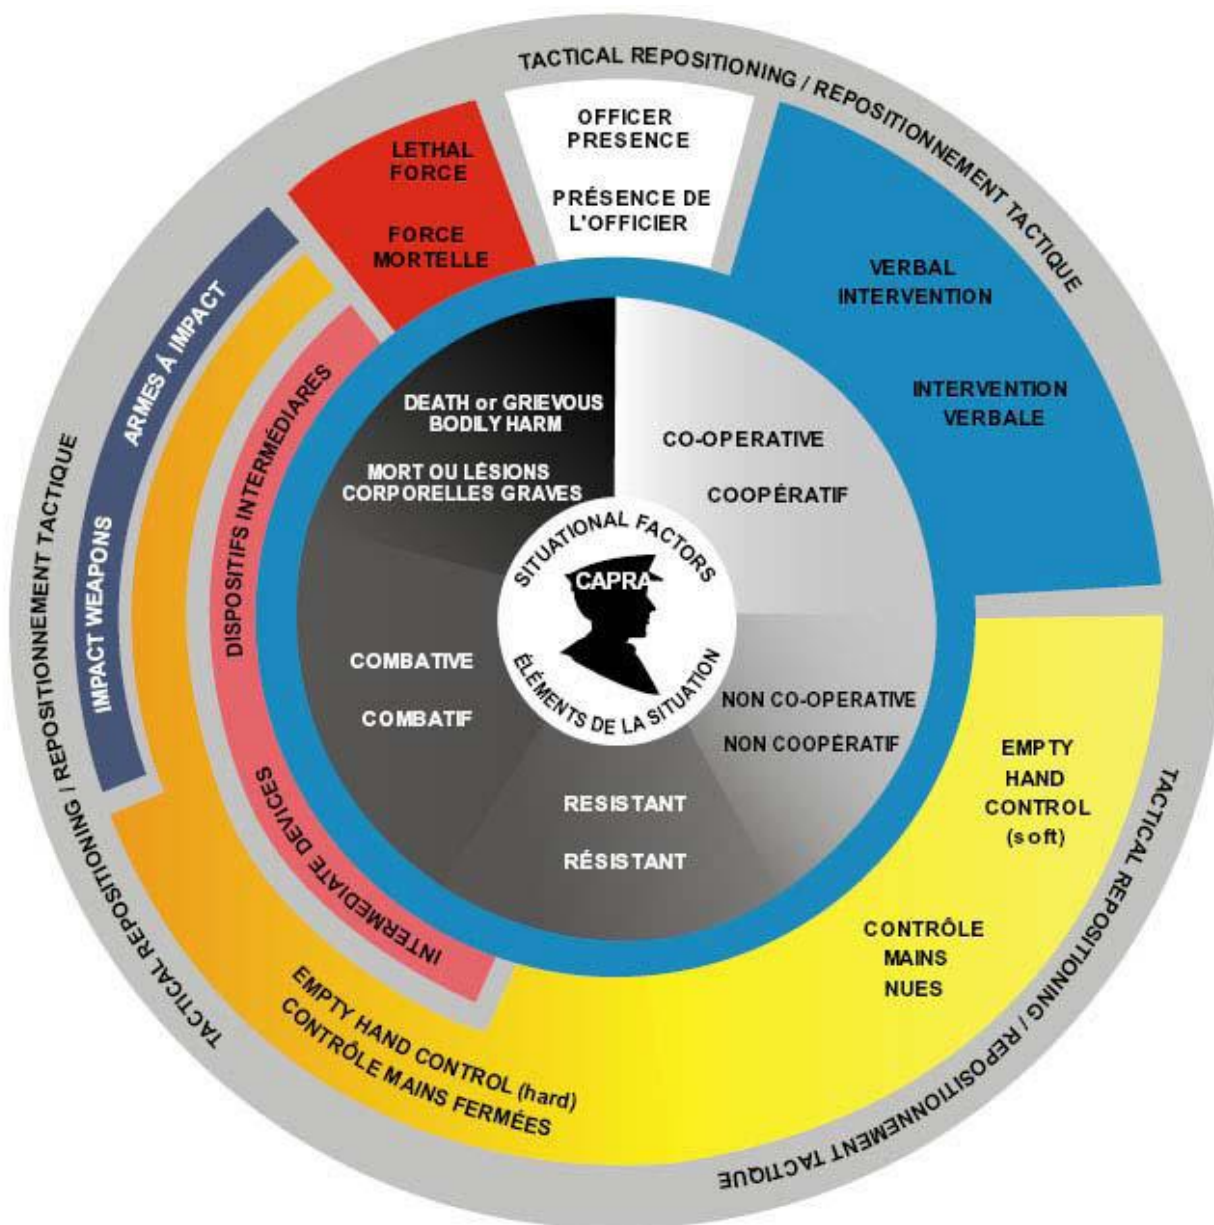 TACTICAL REPOSITIONING / REPOSITIONNEMENT TACTIQUE
OFFICER
PRESENCE
PRÉSENCE DE
L'OFFICIER
LETHAL
FORCE
FORCE
MORTELLE
VERBAL
INTERVENTION
INTERVENTION
VERBALE
IMPACT WEAPONS
ARMES Á IMPACT
INTERMEDIATE DEVICES
DISPOSITIFS INTERMÉDIARES
DEATH or GRIEVOUS
BODILY HARM
MORT OU LÉSIONS
CORPORELLES GRAVES
CO-OPERATIVE
COOPÉRATIF
SITUATIONAL FACTORS
CAPRA
ÉLÉMENTS DE LA SITUATION
COMBATIVE
COMBATIF
NON CO-OPERATIVE
NON COOPÉRATIF
RESISTANT
RÉSISTANT
EMPTY
HAND
CONTROL
(soft)
CONTRÔLE
MAINS
NUES
EMPTY HAND CONTROL (hard)
CONTRÔLE MAINS FERMÉES
TACTICAL REPOSITIONING / REPOSITIONNEMENT TACTIQUE
TACTICAL REPOSITIONING / REPOSITIONNEMENT TACTIQUE